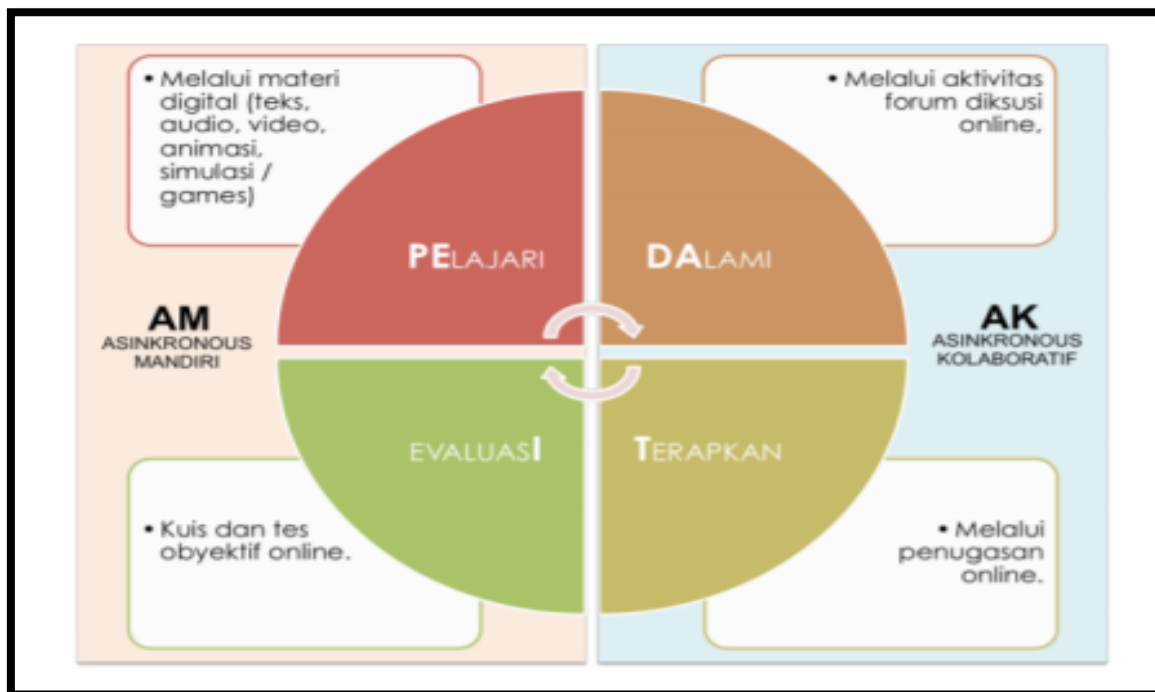 • Melalui materi
digital (teks,
audio, video,
animasi,
simulasi /
games)
• Melalui aktivitas
forum diksusi
online.
PELAJARI
DALAMI
AM
ASINKRONOUS
MANDIRI
AK
ASINKRONOUS
KOLABORATIF
EVALUASI
TERAPKAN
• Kuis dan tes
obyektif online.
• Melalui
penugasan
online.